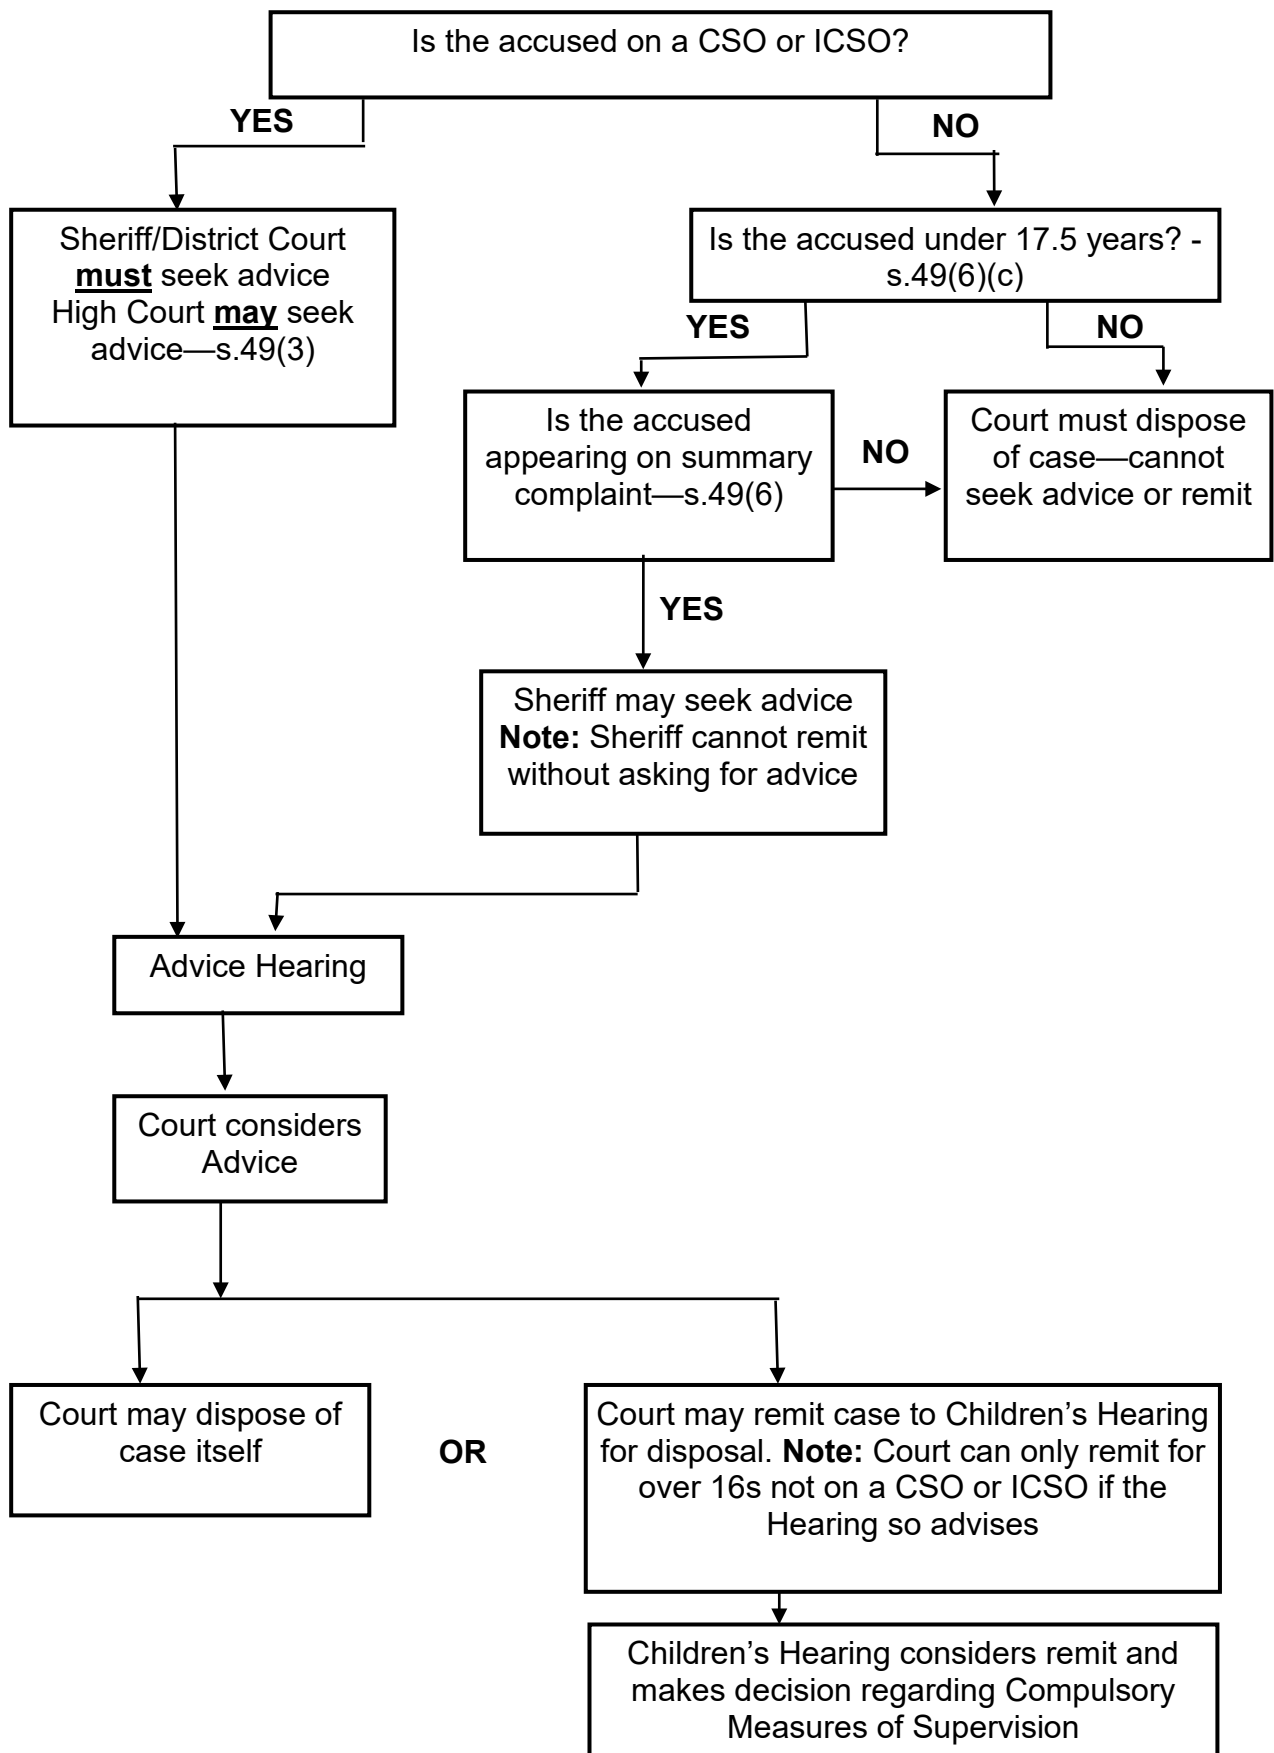 Is the accused on a CSO or ICSO?
YES
NO
Sheriff/District Court
must seek advice
High Court may seek
advice—s.49(3)
Is the accused under 17.5 years? -
s.49(6)(c)
YES
NO
Is the accused
appearing on summary
complaint—s.49(6)
NO
Court must dispose
of case—cannot
seek advice or remit
YES
Sheriff may seek advice
Note: Sheriff cannot remit
without asking for advice
Advice Hearing
Court considers
Advice
Court may dispose of
case itself
OR
Court may remit case to Children’s Hearing
for disposal. Note: Court can only remit for
over 16s not on a CSO or ICSO if the
Hearing so advises
Children’s Hearing considers remit and
makes decision regarding Compulsory
Measures of Supervision